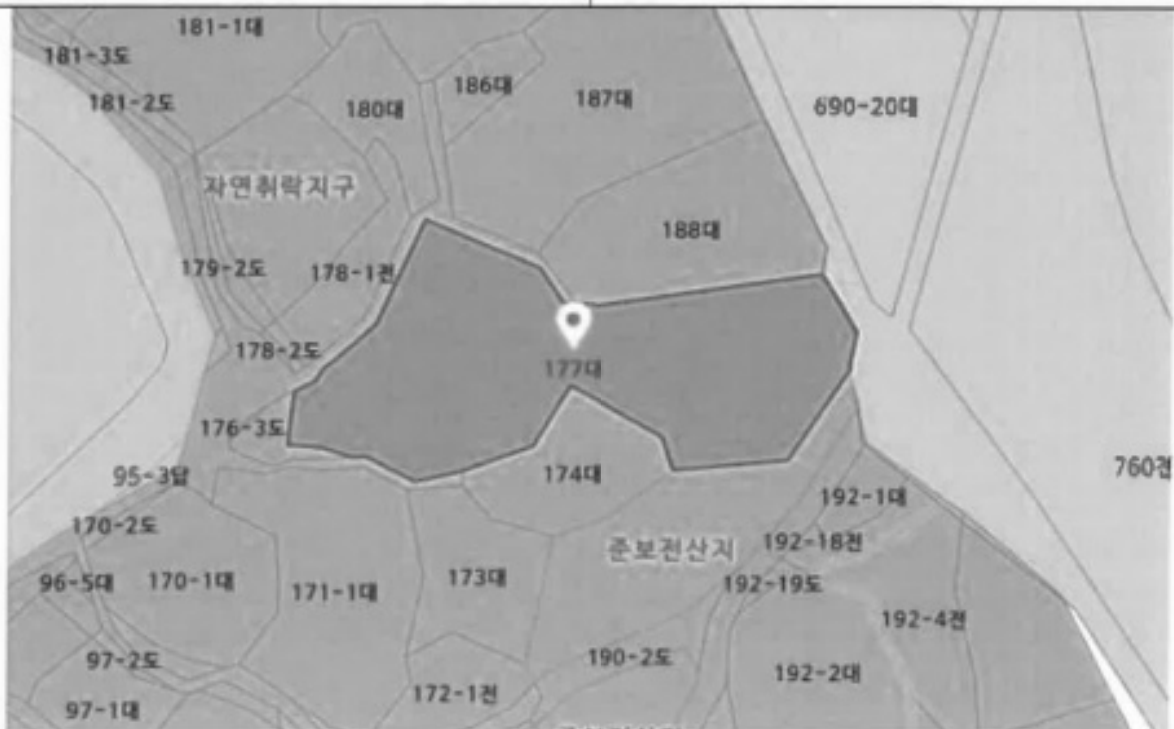 181-1대
181-3도
181-2도
180대
186대
187대
690-20대
자연취락지구
188대
179-2도
178-1전
178-2도
177대
176-3도
95-3답
174대
760전
192-1대
170-2도
준보전산지
192-18전
96-5대
170-1대
171-1대
173대
192-19도
192-4전
97-2도
190-2도
192-2대
172-1전
97-1대